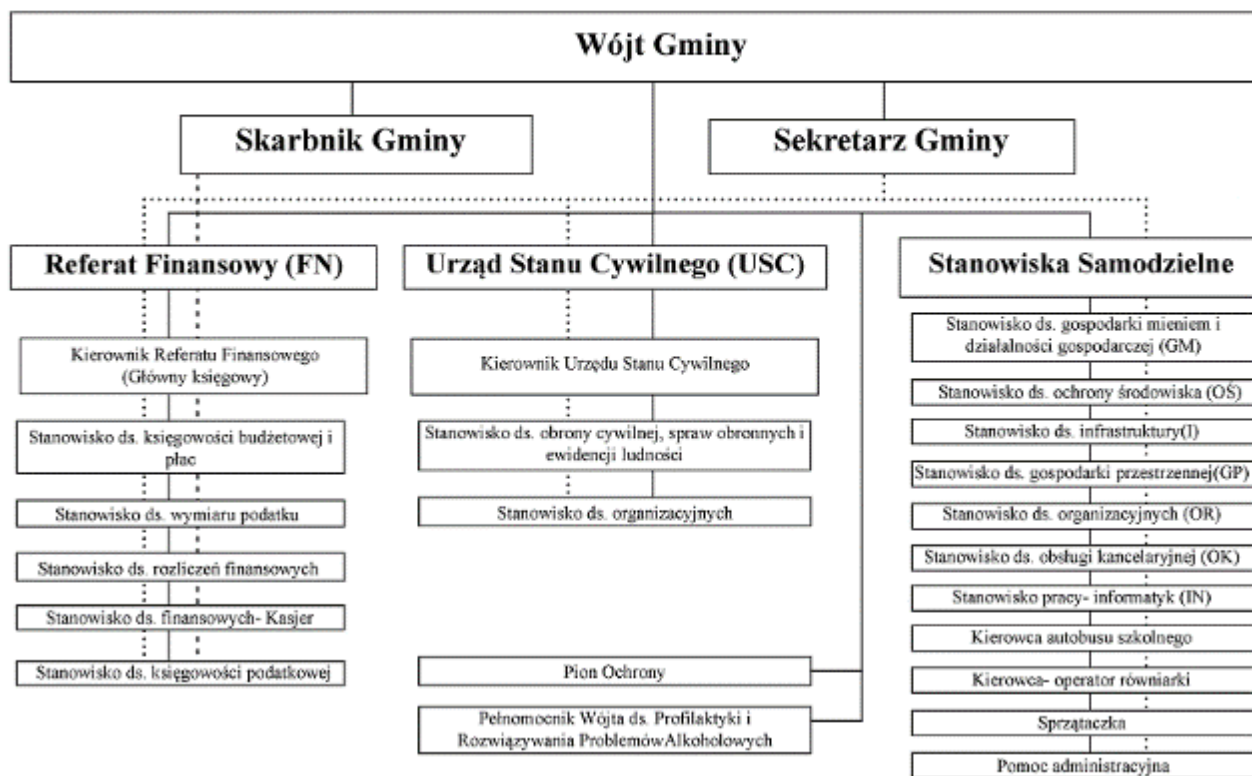 Wójt Gminy
Skarbnik Gminy
Sekretarz Gminy
Referat Finansowy (FN)
Kierownik Referatu Finansowego
(Główny księgowy)
Stanowisko ds. księgowości budżetowej i
płac
Stanowisko ds. wymiaru podatku
Stanowisko ds. rozliczeń finansowych
Stanowisko ds. finansowych- Kasjer
Stanowisko ds. księgowości podatkowej
Urząd Stanu Cywilnego (USC)
Kierownik Urzędu Stanu Cywilnego
Stanowisko ds. obrony cywilnej, spraw obronnych i
ewidencji ludności
Stanowisko ds. organizacyjnych
Pion Ochrony
Pełnomocnik Wójta ds. Profilaktyki i
Rozwiązywania ProblemówAlkoholowych
Stanowiska Samodzielne
Stanowisko ds. gospodarki mieniem i
działalności gospodarczej (GM)
Stanowisko ds. ochrony środowiska (OŚ)
Stanowisko ds. infrastruktury(I)
Stanowisko ds. gospodarki przestrzennej(GP)
Stanowisko ds. organizacyjnych (OR)
Stanowisko ds. obsługi kancelaryjnej (OK)
Stanowisko pracy- informatyk (IN)
Kierowca autobusu szkolnego
Kierowca- operator równiarki
Sprzątaczka
Pomoc administracyjna